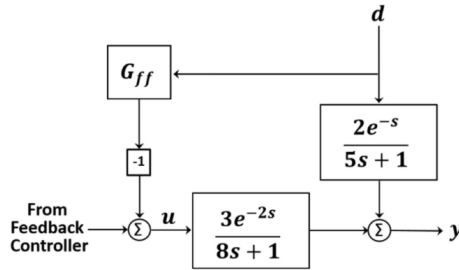 d
G_ff
2e^{-s}
5s + 1
-1
From
Feedback
Controller
Σ
u
3e^{-2s}
8s + 1
Σ
y